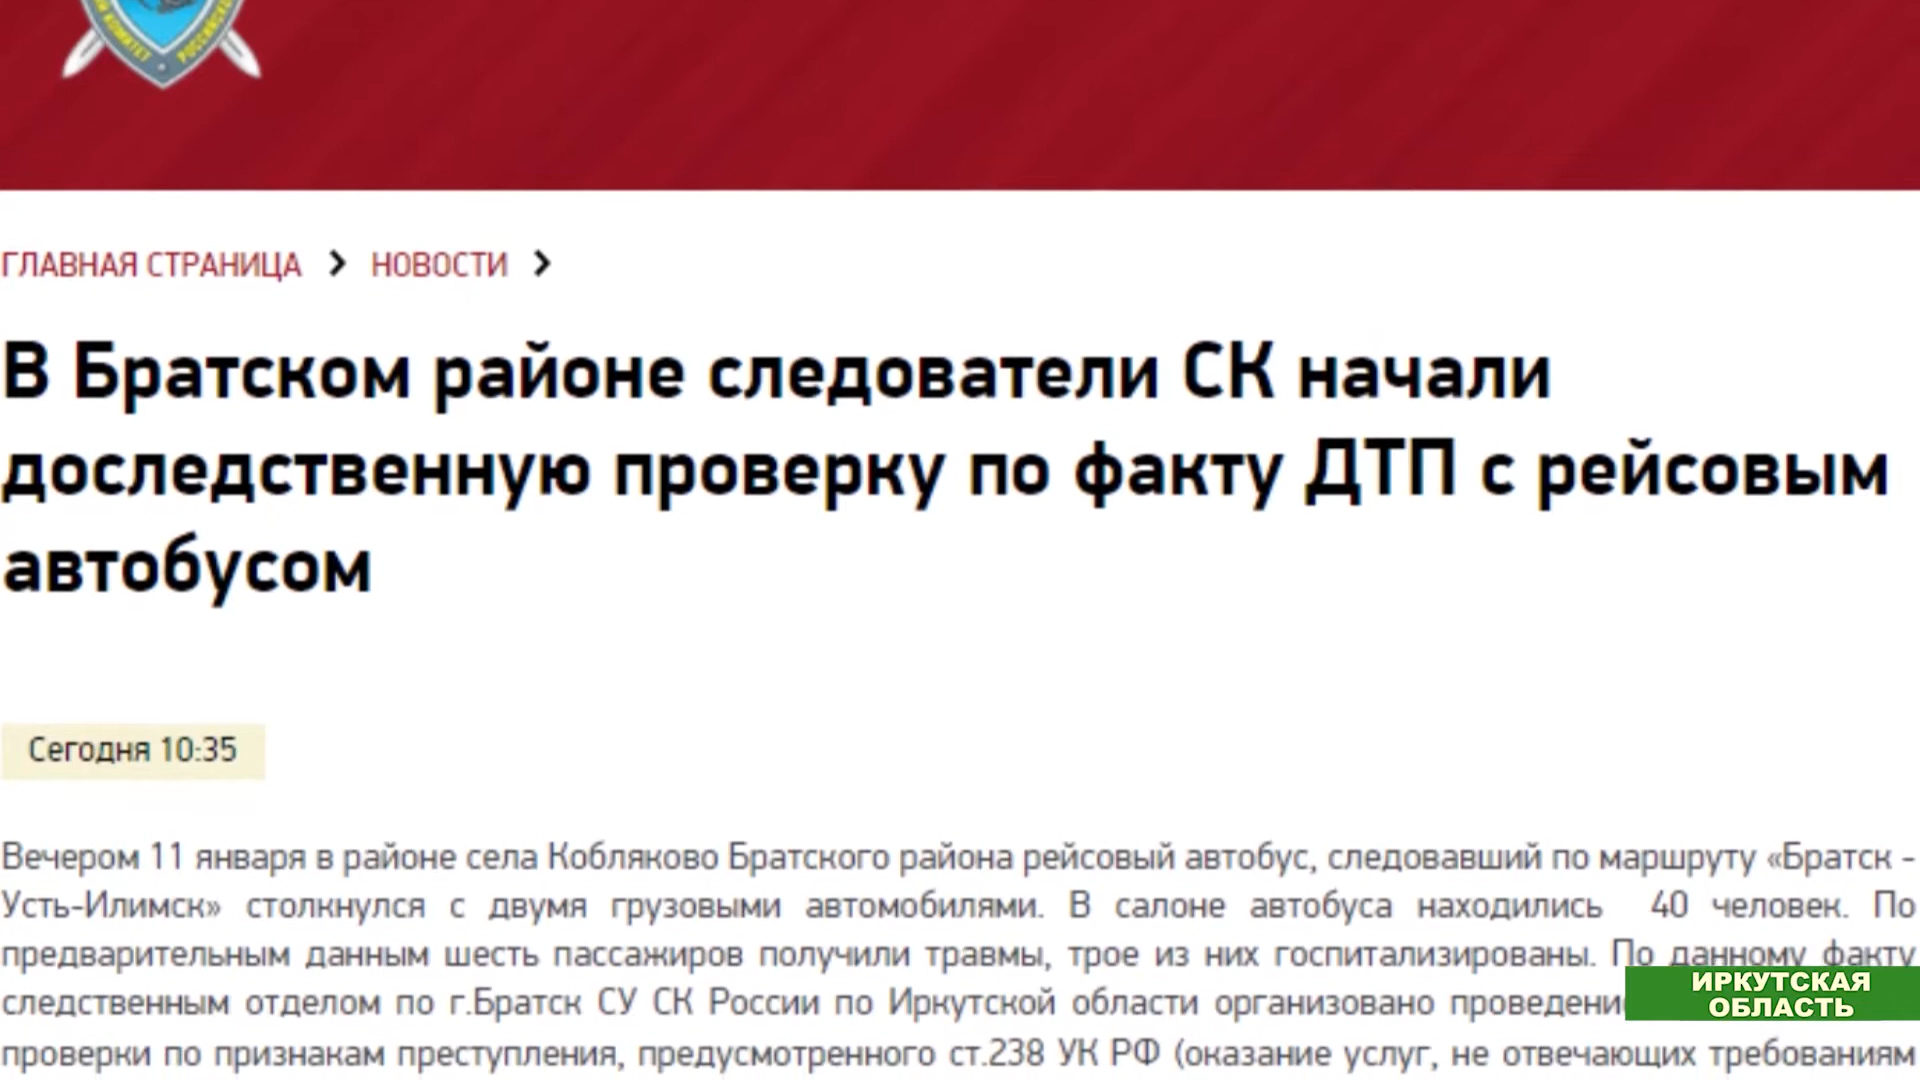 КОМИТЕТ РОССИЙСКОЙ
ГЛАВНАЯ СТРАНИЦА
НОВОСТИ
В Братском районе следователи СК начали
доследственную проверку по факту ДТП с рейсовым
автобусом
Сегодня 10:35
Вечером 11 января в районе села Кобляково Братского района рейсовый автобус, следовавший по маршруту «Братск -
Усть-Илимск» столкнулся с двумя грузовыми автомобилями. В салоне автобуса находились 40 человек. По
предварительным данным шесть пассажиров получили травмы, трое из них госпитализированы. По данному факту
следственным отделом по г.Братск СУ СК России по Иркутской области организовано проведени
ИРКУТСКАЯ
ОБЛАСТЬ
проверки по признакам преступления, предусмотренного ст.238 УК РФ (оказание услуг, не отвечающих требованиям